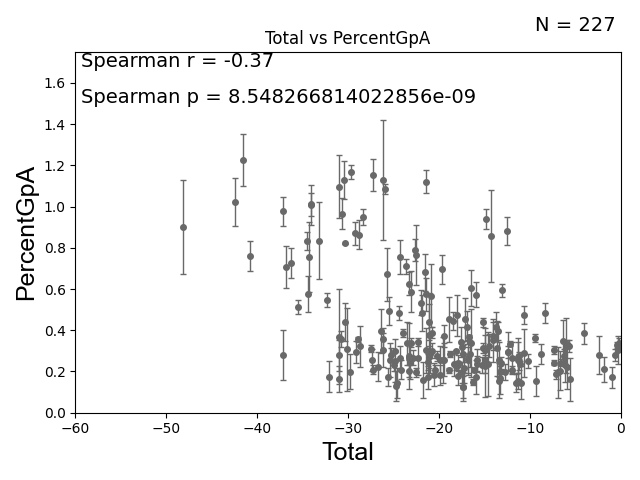 N = 227
Total vs PercentGpA
Spearman r = -0.37
Spearman p = 8.548266814022856e-09
PercentGpA
1.6
1.4
1.2
1.0
0.8
0.6
0.4
0.2
0.0
−60 −50 −40 −30 −20 −10 0
Total